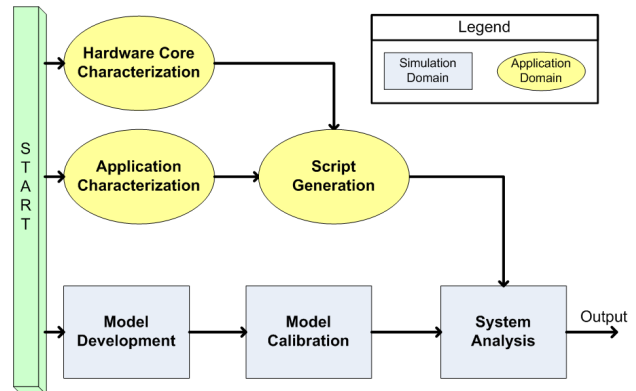 Legend
Simulation
Domain
Application
Domain
Hardware Core
Characterization
START
Application
Characterization
Script
Generation
Model
Development
Model
Calibration
System
Analysis
Output